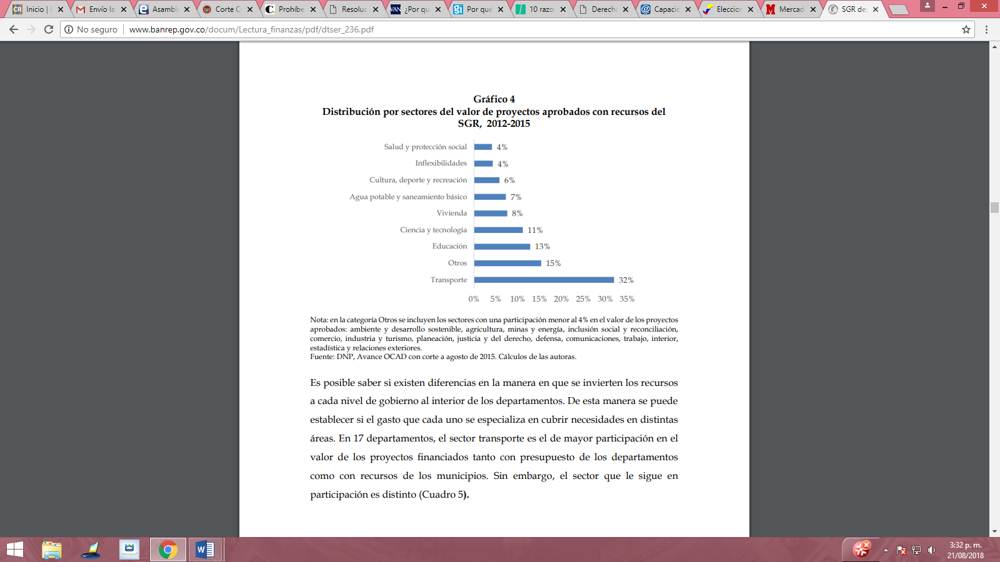 Inicio | C
Envío la
Asamble
Corte C
Prohíbe
Resoluc
¿Por qu
Por qué
10 razo
Derech
Capacid
Eleccior
Mercad
SGR de
No seguro | www.banrep.gov.co/docum/Lectura_finanzas/pdf/dtser_236.pdf
Gráfico 4
Distribución por sectores del valor de proyectos aprobados con recursos del
SGR, 2012-2015
Salud y protección social 4%
Inflexibilidades 4%
Cultura, deporte y recreación 6%
Agua potable y saneamiento básico 7%
Vivienda 8%
Ciencia y tecnología 11%
Educación 13%
Otros 15%
Transporte 32%
0% 5% 10% 15% 20% 25% 30% 35%
Nota: en la categoría Otros se incluyen los sectores con una participación menor al 4% en el valor de los proyectos
aprobados: ambiente y desarrollo sostenible, agricultura, minas y energía, inclusión social y reconciliación,
comercio, industria y turismo, planeación, justicia y del derecho, defensa, comunicaciones, trabajo, interior,
estadística y relaciones exteriores.
Fuente: DNP, Avance OCAD con corte a agosto de 2015. Cálculos de las autoras.
Es posible saber si existen diferencias en la manera en que se invierten los recursos
a cada nivel de gobierno al interior de los departamentos. De esta manera se puede
establecer si el gasto que cada uno se especializa en cubrir necesidades en distintas
áreas. En 17 departamentos, el sector transporte es el de mayor participación en el
valor de los proyectos financiados tanto con presupuesto de los departamentos
como con recursos de los municipios. Sin embargo, el sector que le sigue en
participación es distinto (Cuadro 5).
3:32 p. m.
21/08/2018